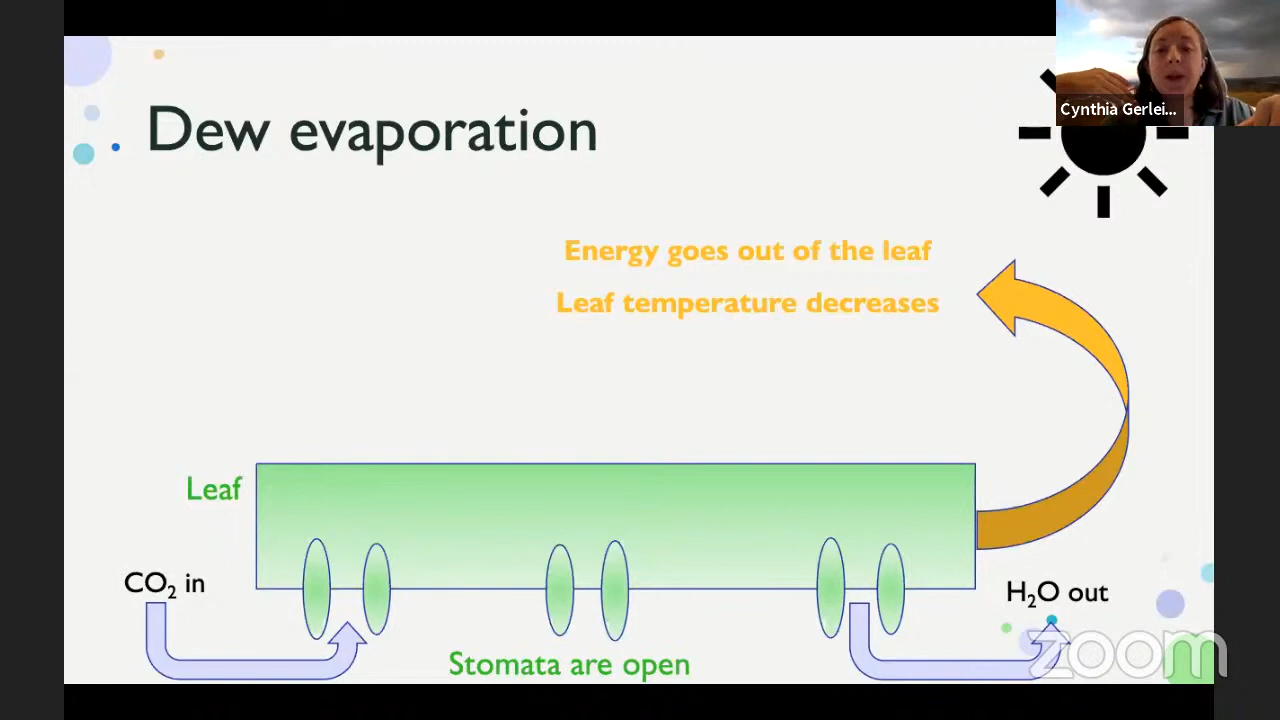 Cynthia Gerlei...
Dew evaporation
Energy goes out of the leaf
Leaf temperature decreases
Leaf
CO₂ in
H₂O out
Stomata are open
zoom